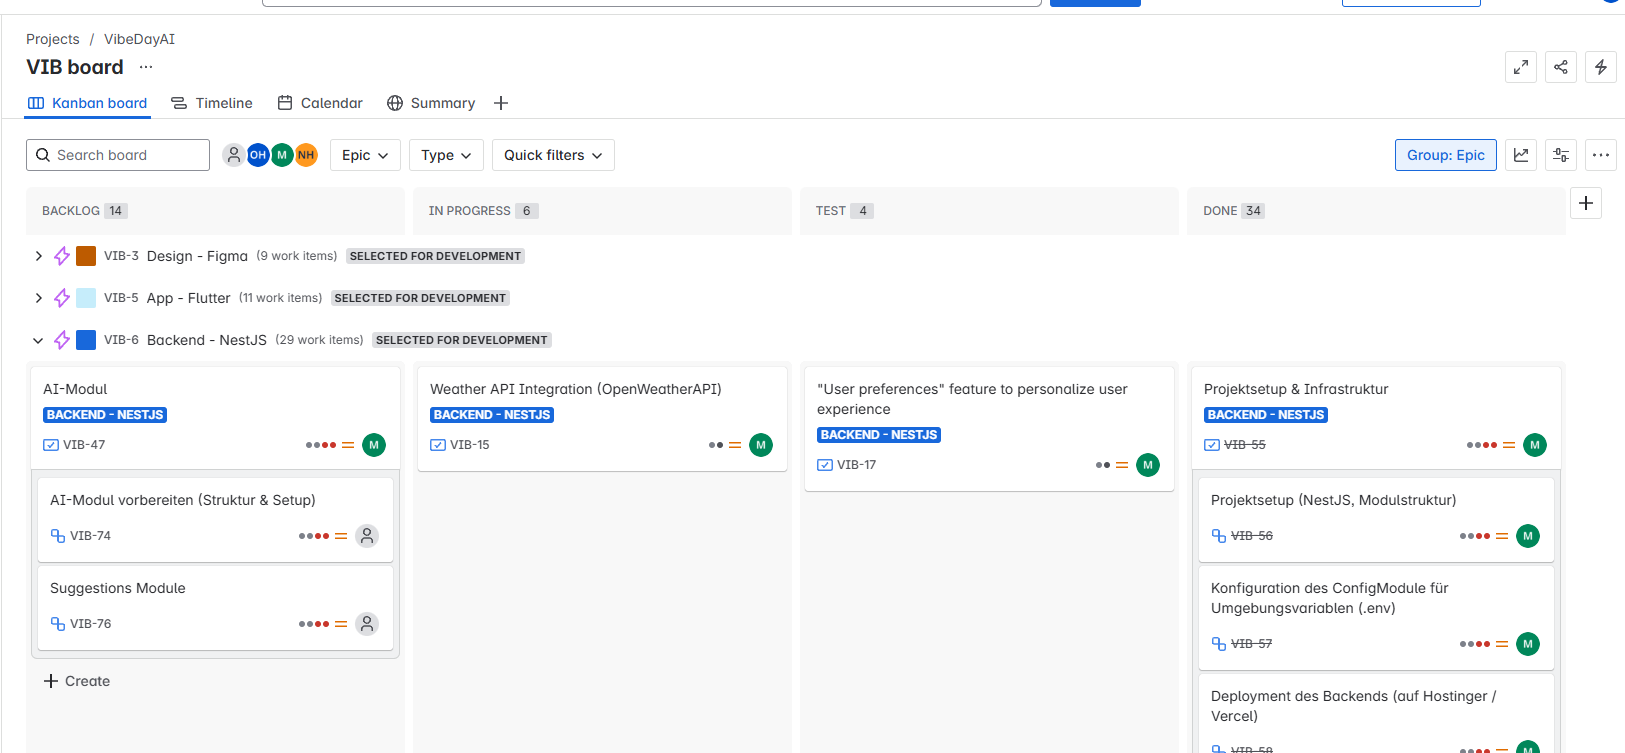 Projects / VibeDayAI
VIB board ...
Kanban board Timeline Calendar Summary
Search board OH M NH Epic Type Quick filters Group: Epic
BACKLOG 14 IN PROGRESS 6 TEST 4 DONE 34
VIB-3 Design - Figma (9 work items) SELECTED FOR DEVELOPMENT
VIB-5 App - Flutter (11 work items) SELECTED FOR DEVELOPMENT
VIB-6 Backend - NestJS (29 work items) SELECTED FOR DEVELOPMENT
AI-Modul
BACKEND - NESTJS
VIB-47 M
AI-Modul vorbereiten (Struktur & Setup)
VIB-74
Suggestions Module
VIB-76
Create
Weather API Integration (OpenWeatherAPI)
BACKEND - NESTJS
VIB-15 M
"User preferences" feature to personalize user
experience
BACKEND - NESTJS
VIB-17 M
Projektsetup & Infrastruktur
BACKEND - NESTJS
VIB-55 M
Projektsetup (NestJS, Modulstruktur)
VIB-56 M
Konfiguration des ConfigModule für
Umgebungsvariablen (.env)
VIB-57 M
Deployment des Backends (auf Hostinger /
Vercel)
VIB-58 M